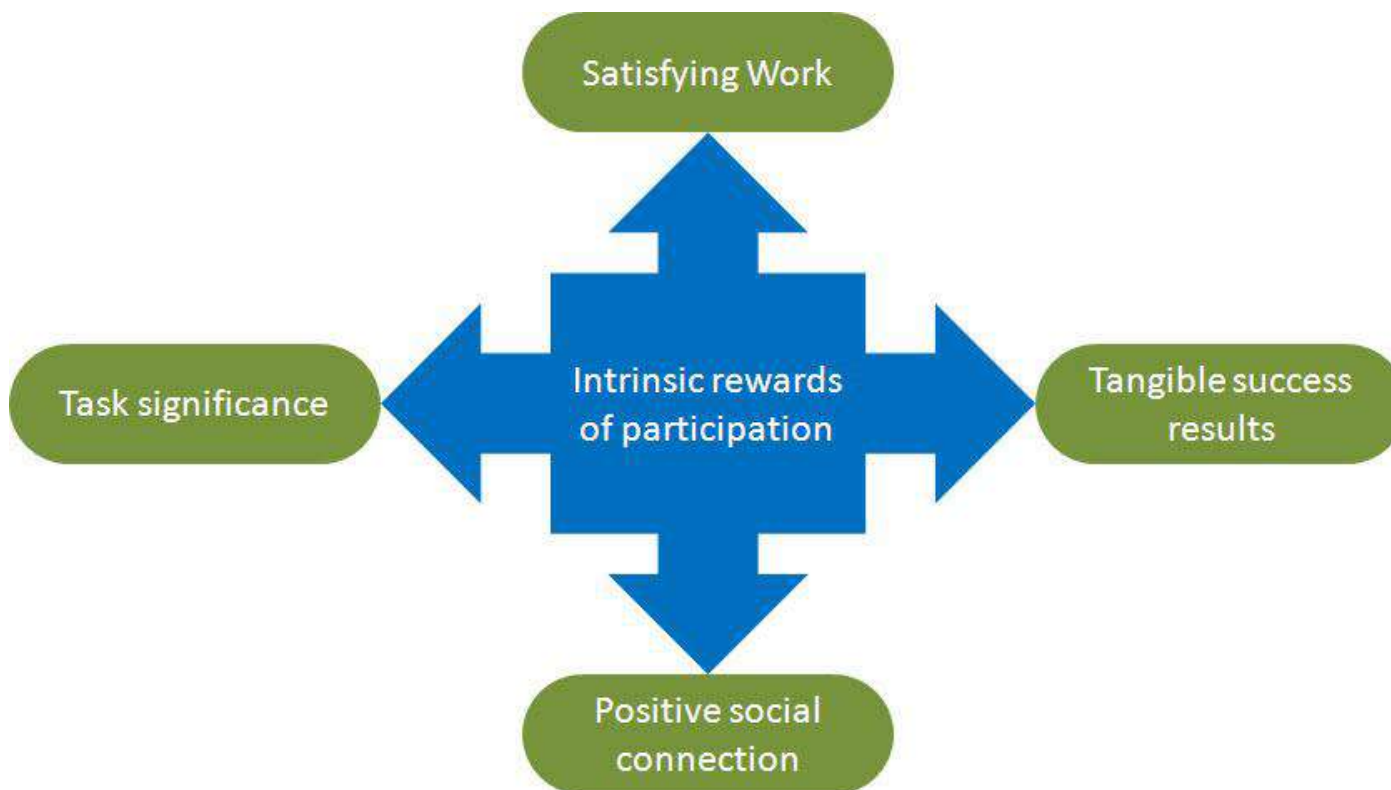 Satisfying Work
Task significance
Intrinsic rewards
of participation
Tangible success
results
Positive social
connection